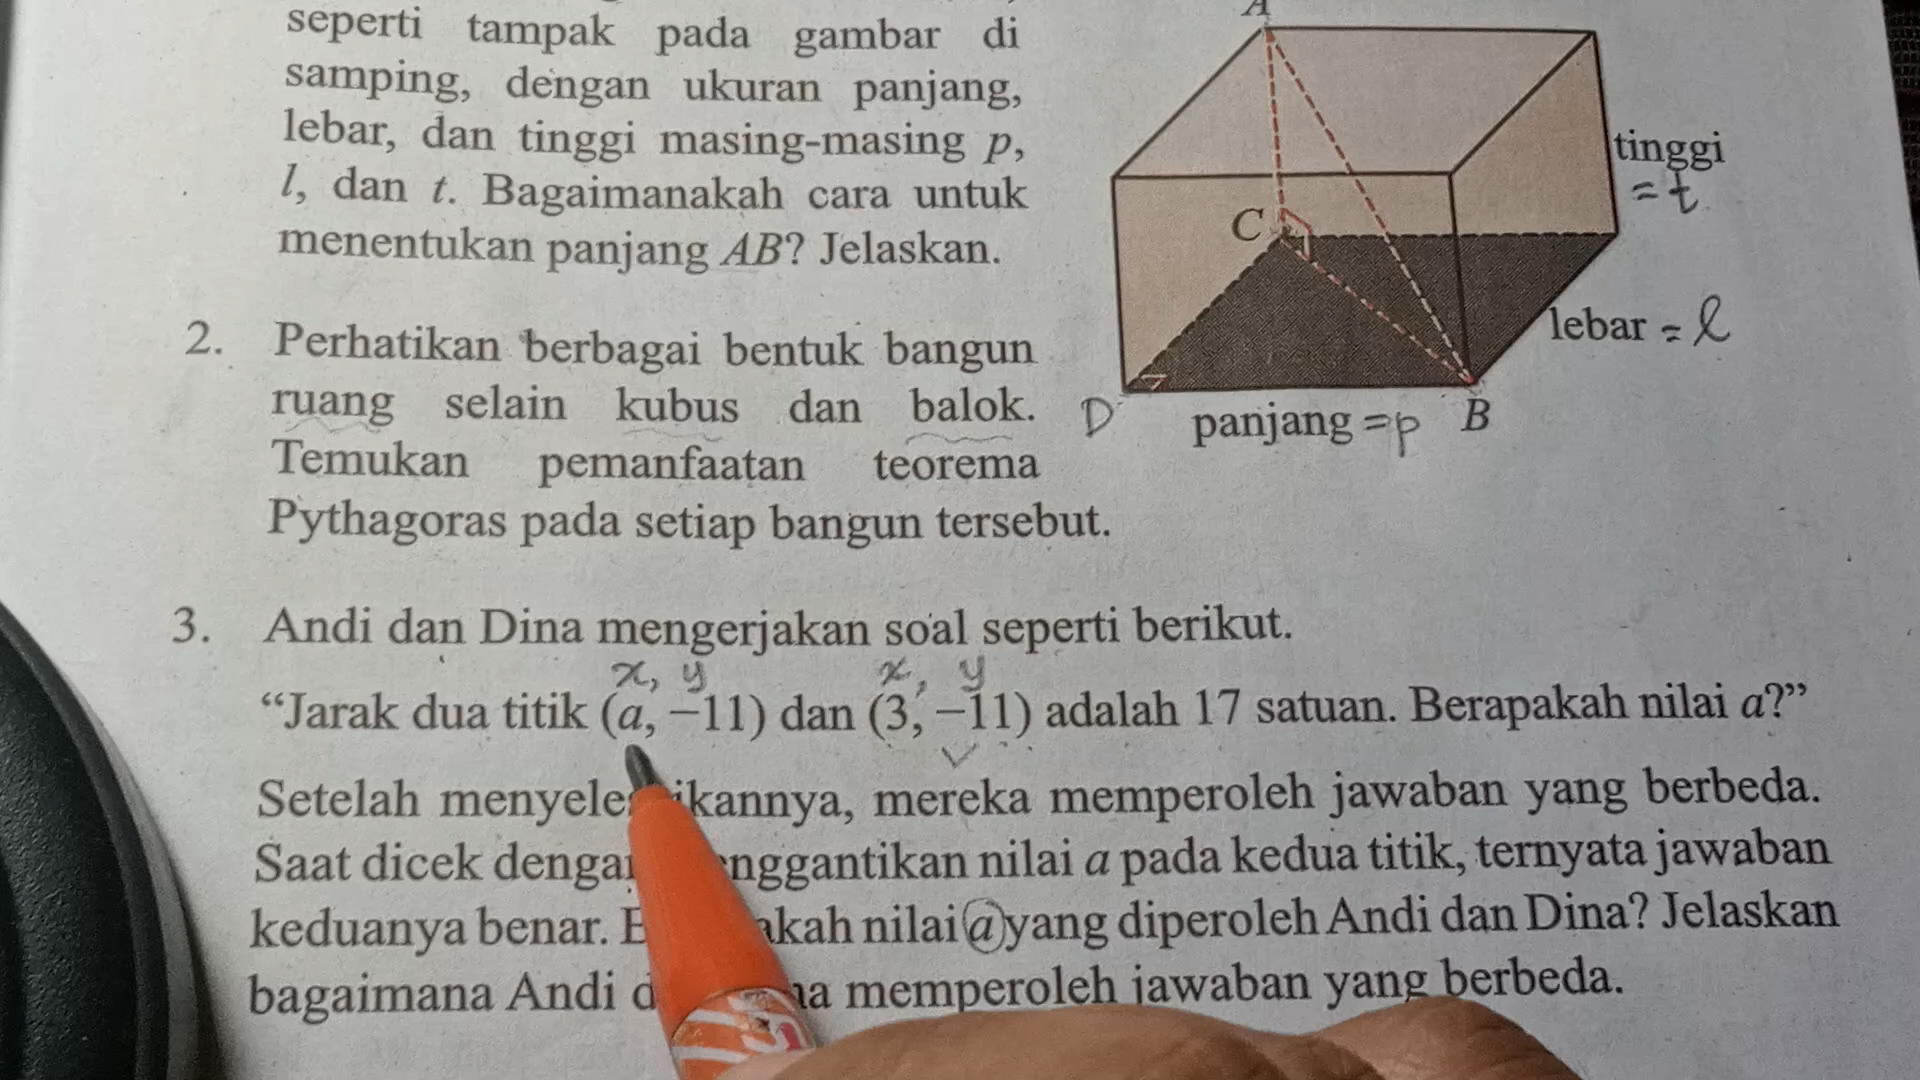 seperti tampak pada gambar di
samping, dengan ukuran panjang,
lebar, dan tinggi masing-masing p,
l, dan t. Bagaimanakah cara untuk
menentukan panjang AB? Jelaskan.
A
tinggi
= t
C
lebar = l
D
panjang = p
B
2. Perhatikan berbagai bentuk bangun
ruang selain kubus dan balok.
Temukan pemanfaatan teorema
Pythagoras pada setiap bangun tersebut.
3. Andi dan Dina mengerjakan soal seperti berikut.
x, y x, y
“Jarak dua titik (a, −11) dan (3, −11) adalah 17 satuan. Berapakah nilai a?”
Setelah menyele ikannya, mereka memperoleh jawaban yang berbeda.
Saat dicek denga nggantikan nilai a pada kedua titik, ternyata jawaban
keduanya benar. akah nilai a yang diperoleh Andi dan Dina? Jelaskan
bagaimana Andi memperoleh jawaban yang berbeda.